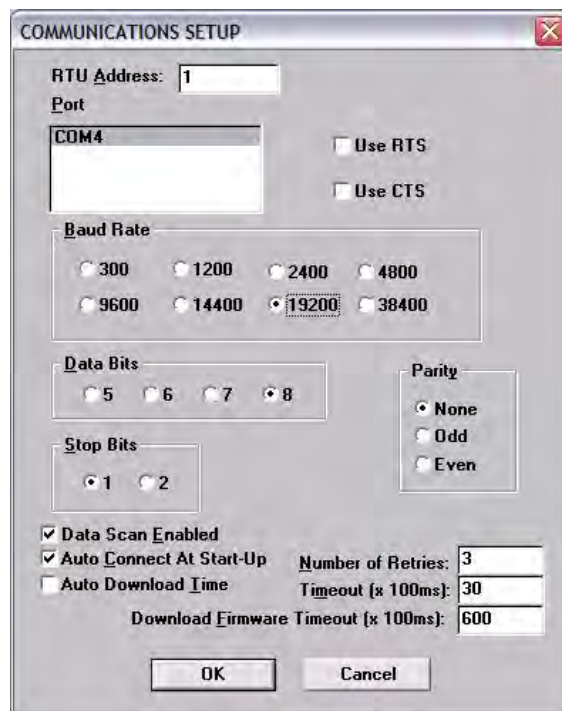 COMMUNICATIONS SETUP
RTU Address: 1
Port
COM4
Use RTS
Use CTS
Baud Rate
300 1200 2400 4800
9600 14400 19200 38400
Data Bits
5 6 7 8
Parity
None
Odd
Even
Stop Bits
1 2
Data Scan Enabled
Auto Connect At Start-Up
Auto Download Time
Number of Retries: 3
Timeout (x 100ms): 30
Download Firmware Timeout (x 100ms): 600
OK Cancel